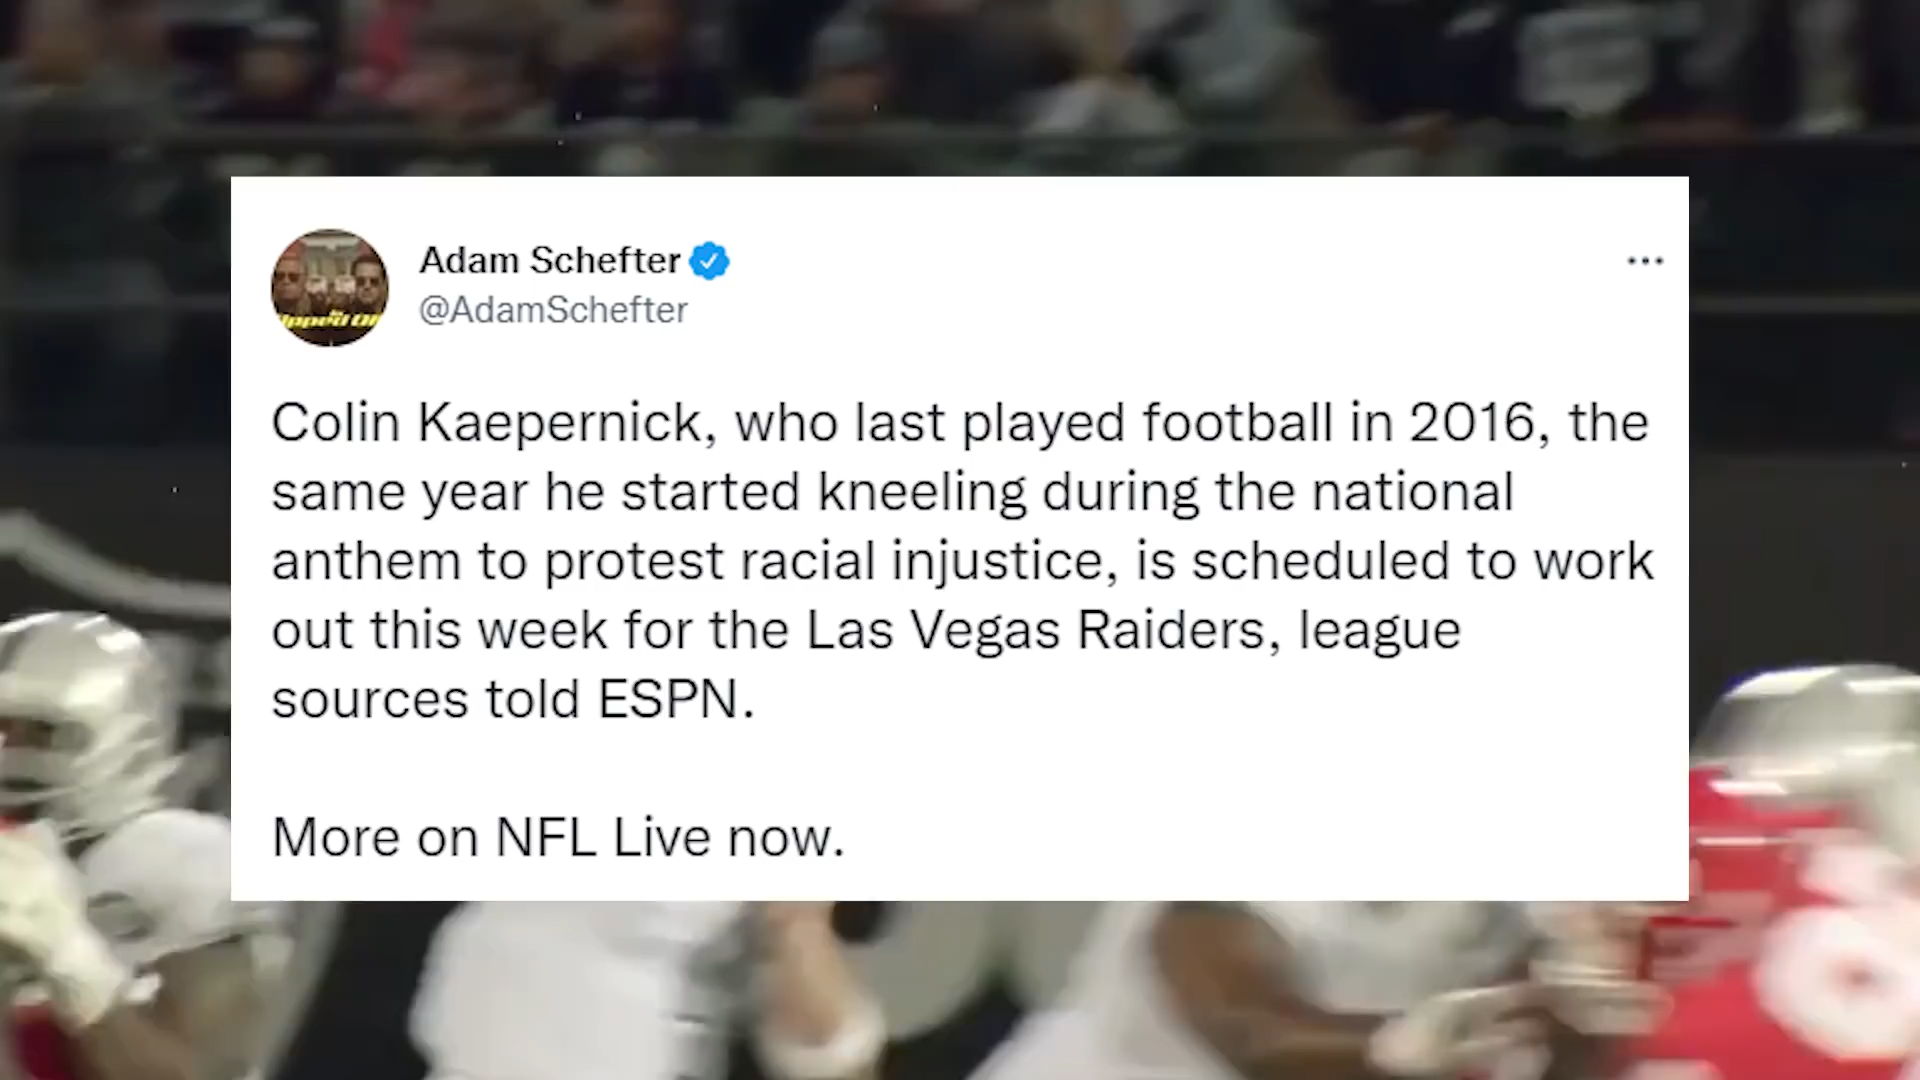 Adam Schefter
@AdamSchefter
Colin Kaepernick, who last played football in 2016, the
same year he started kneeling during the national
anthem to protest racial injustice, is scheduled to work
out this week for the Las Vegas Raiders, league
sources told ESPN.
More on NFL Live now.